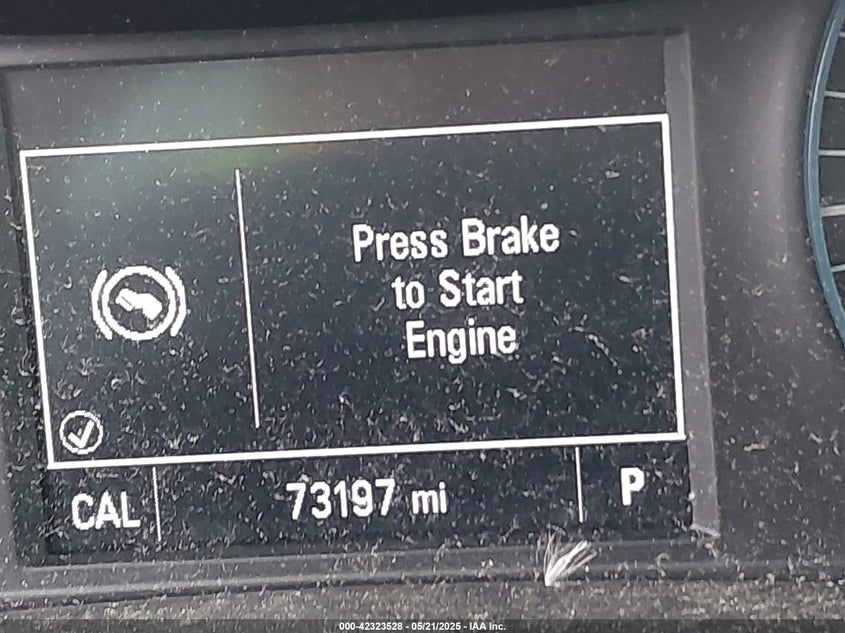 Press Brake
to Start
Engine
CAL 73197 mi P
000-42323528 - 05/21/2025 - IAA Inc.